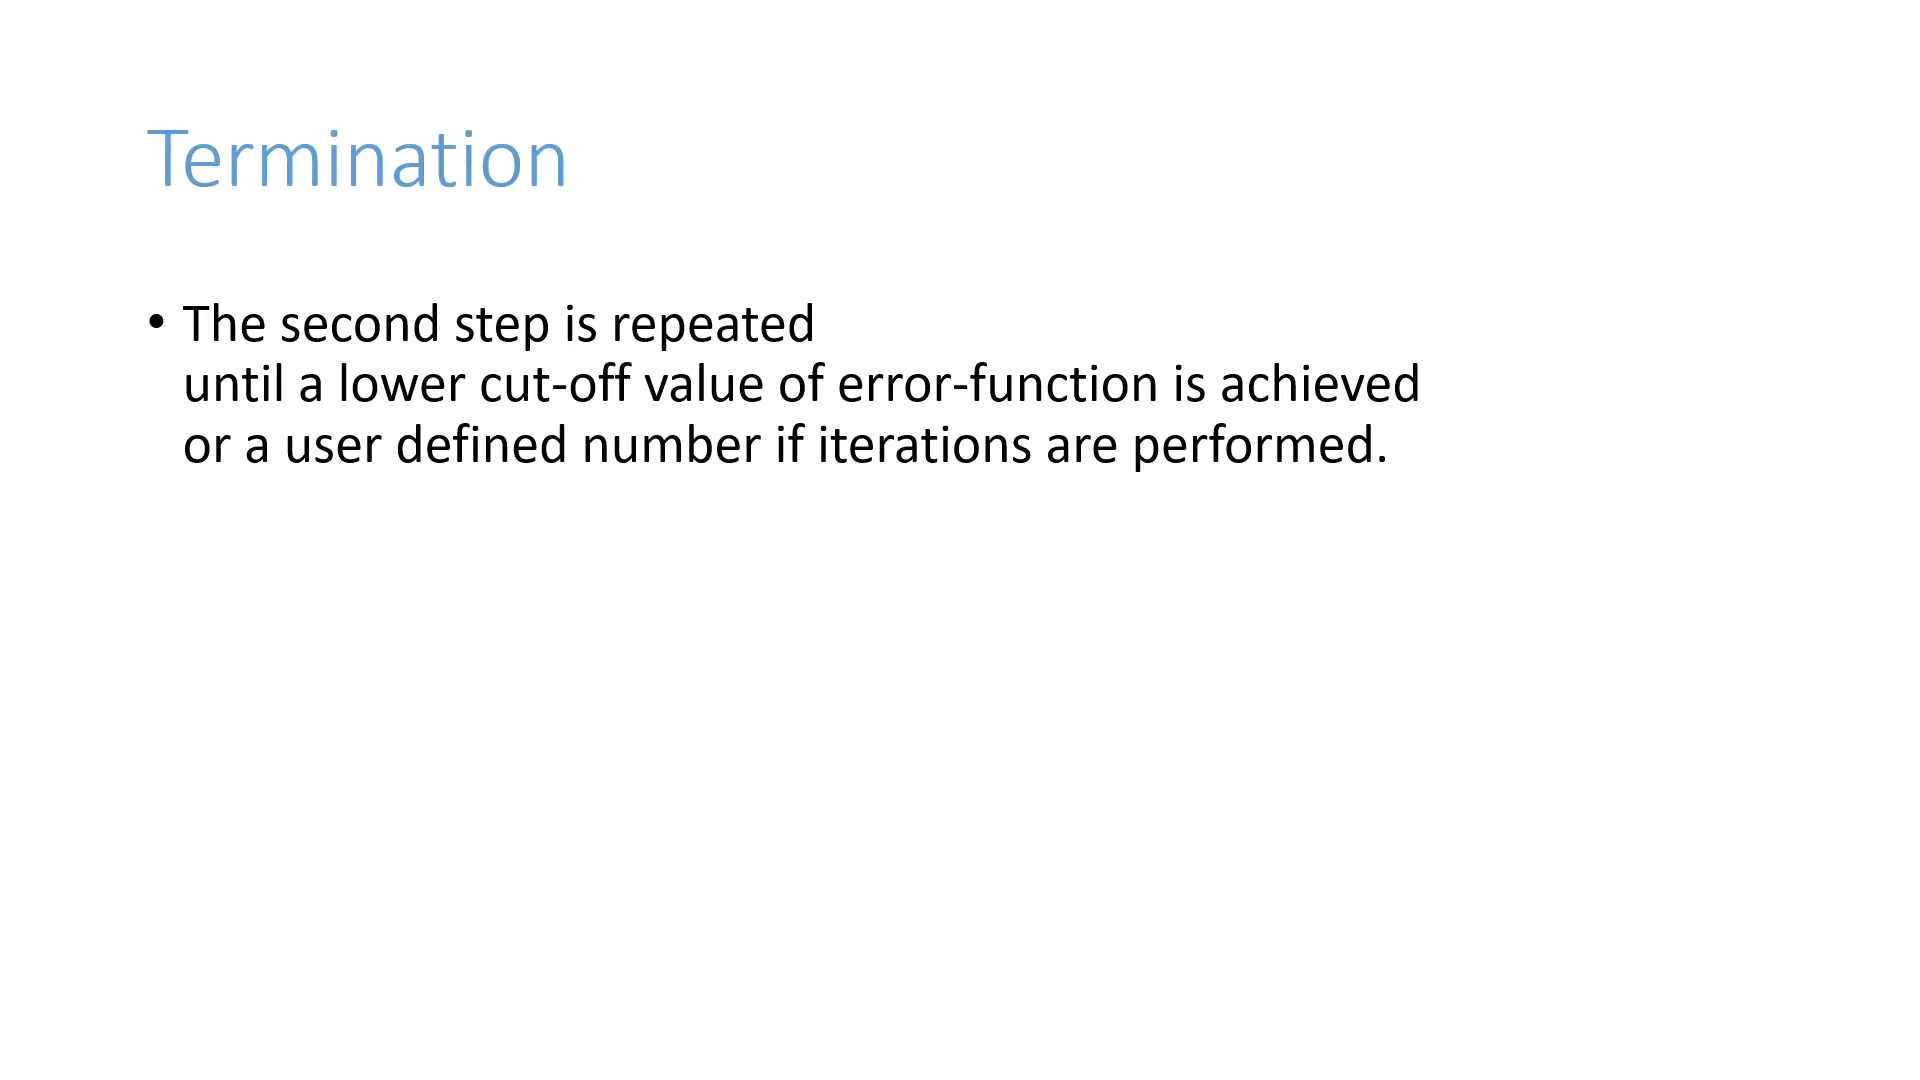 Termination
• The second step is repeated
until a lower cut-off value of error-function is achieved
or a user defined number if iterations are performed.